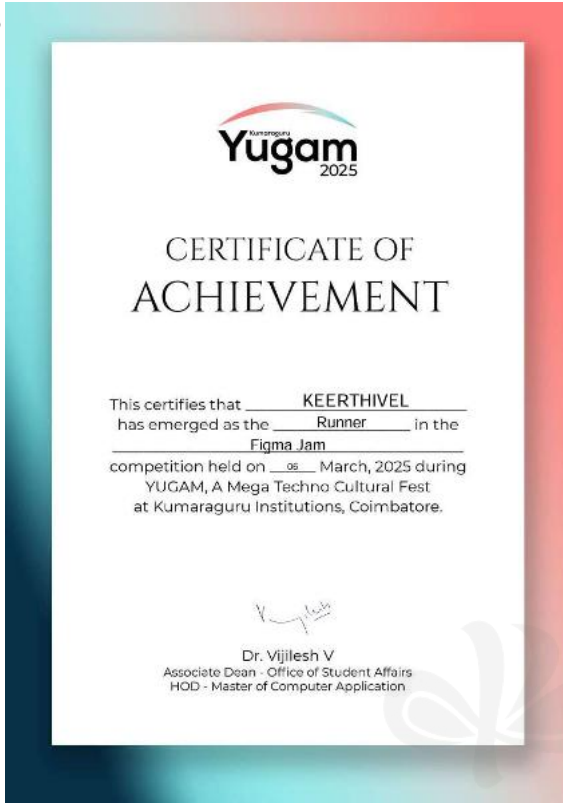 Kumaraguru
Yugam
2025
CERTIFICATE OF
ACHIEVEMENT
This certifies that KEERTHIVEL
has emerged as the Runner in the
Figma Jam
competition held on 06 March, 2025 during
YUGAM, A Mega Techno Cultural Fest
at Kumaraguru Institutions, Coimbatore.
Dr. Vijilesh V
Associate Dean - Office of Student Affairs
HOD - Master of Computer Application